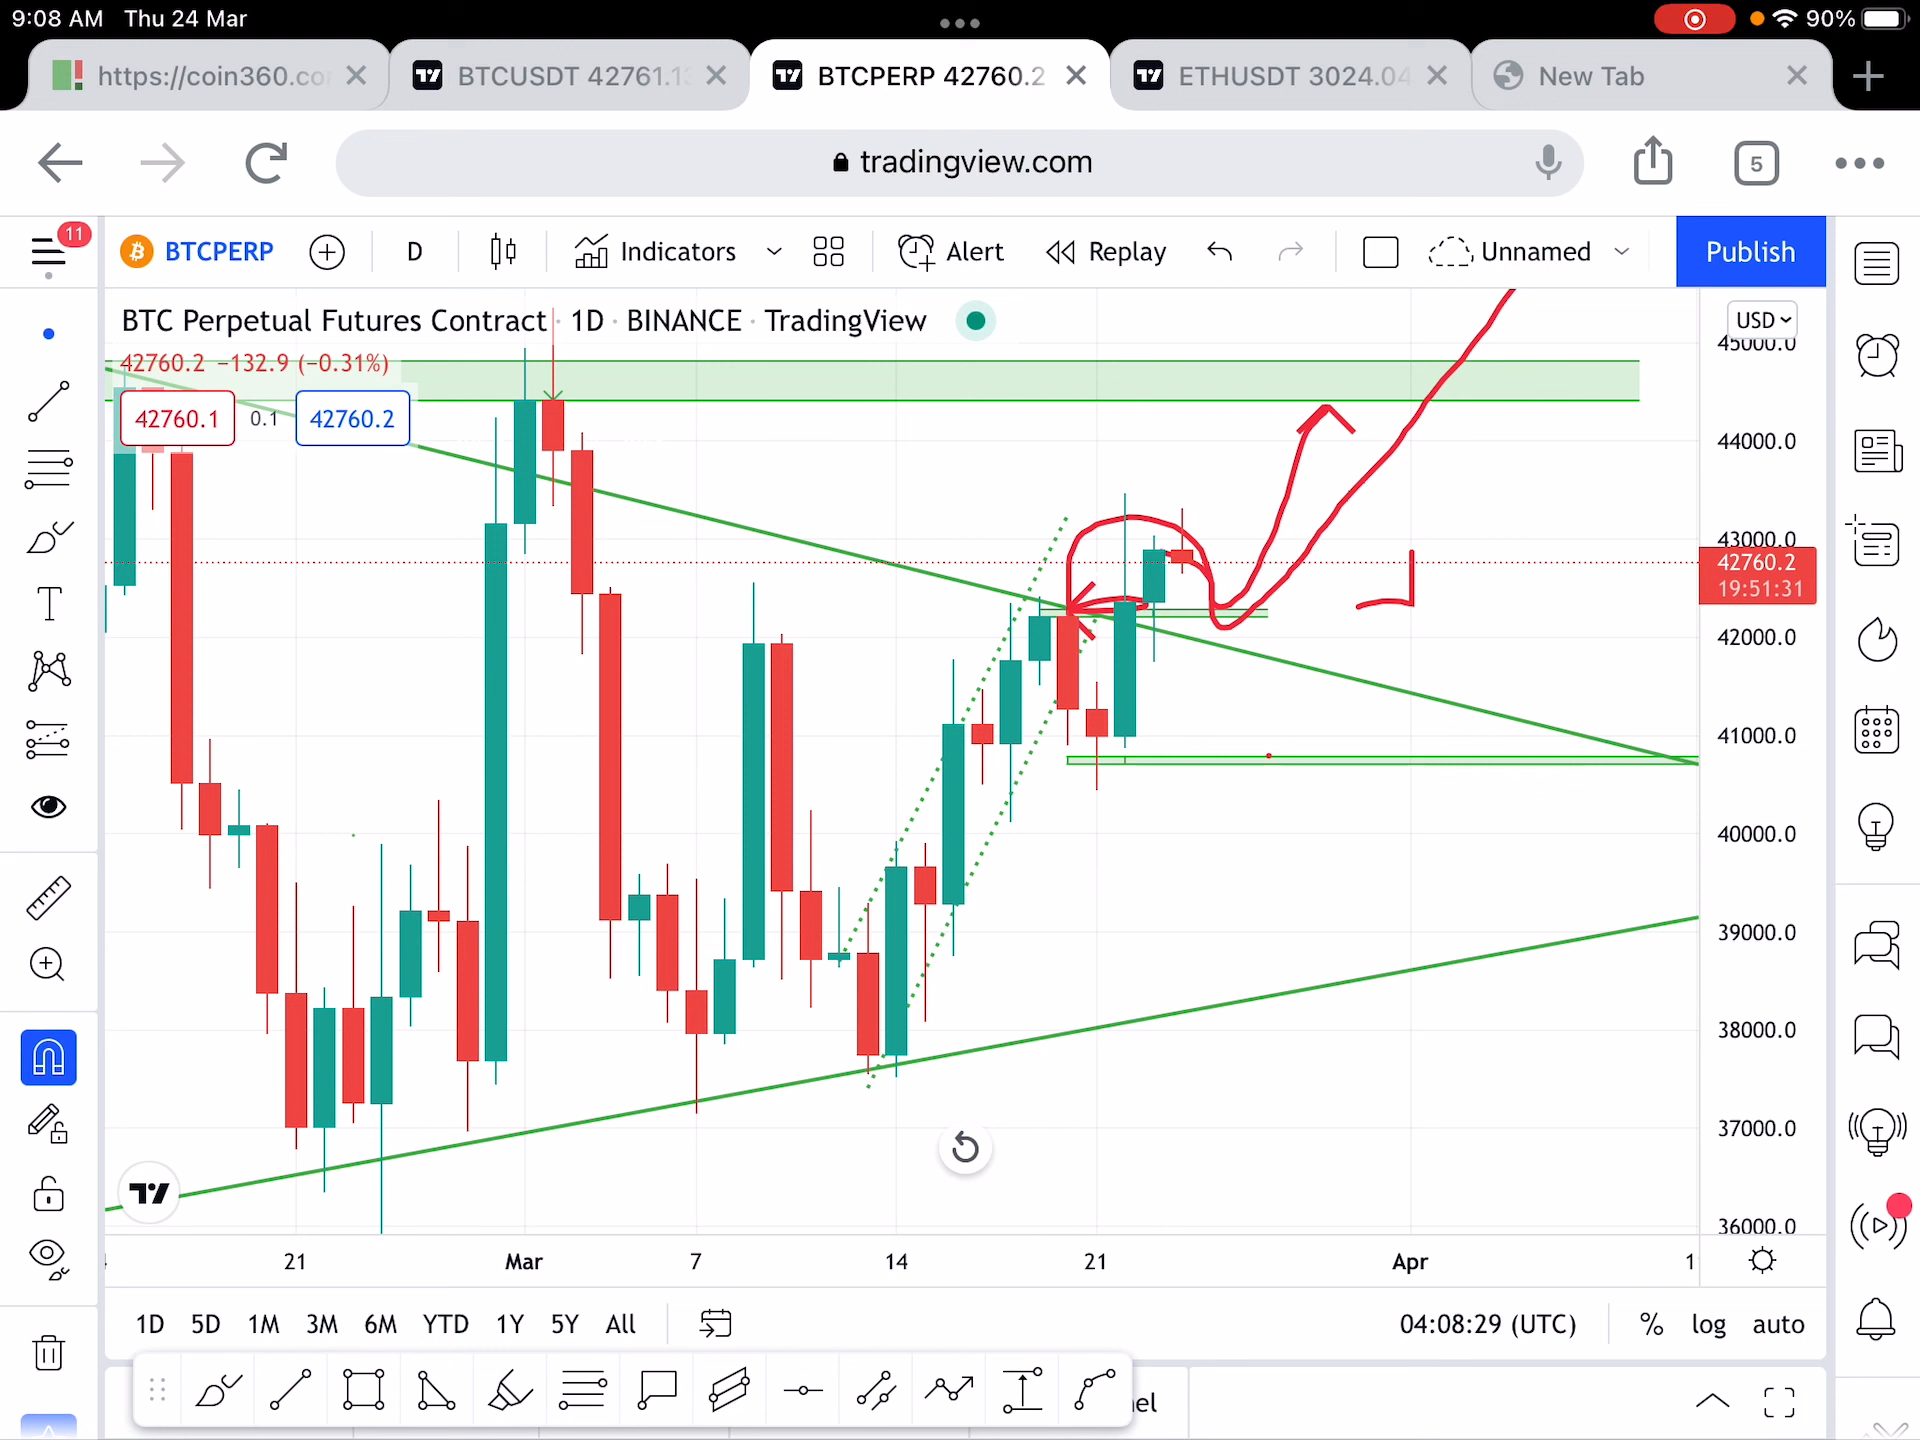 9:08 AM Thu 24 Mar
90%
https://coin360.co
BTCUSDT 42761.1
BTCPERP 42760.2
ETHUSDT 3024.04
New Tab
tradingview.com
5
11
BTCPERP
D
Indicators
Alert
Replay
Unnamed
Publish
BTC Perpetual Futures Contract · 1D · BINANCE · TradingView
USD
42760.2 −132.9 (−0.31%)
42760.1
0.1
42760.2
45000.0
44000.0
43000.0
42760.2
19:51:31
42000.0
41000.0
40000.0
39000.0
38000.0
37000.0
36000.0
21
Mar
7
14
21
Apr
1D 5D 1M 3M 6M YTD 1Y 5Y All
04:08:29 (UTC)
%
log
auto